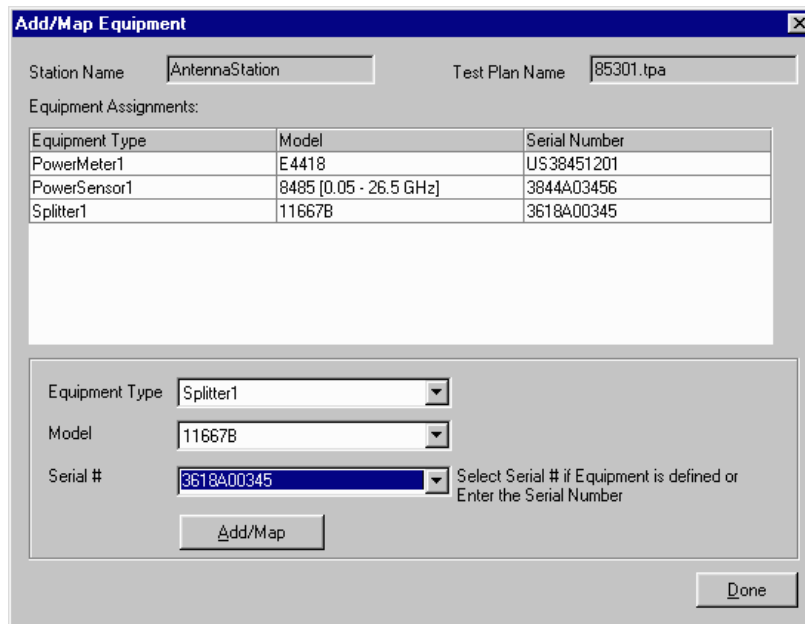 Add/Map Equipment
Station Name AntennaStation Test Plan Name 85301.tpa
Equipment Assignments:
Equipment Type Model Serial Number
PowerMeter1 E4418 US38451201
PowerSensor1 8485 [0.05 - 26.5 GHz] 3844A03456
Splitter1 11667B 3618A00345
Equipment Type Splitter1
Model 11667B
Serial # 3618A00345 Select Serial # if Equipment is defined or
Enter the Serial Number
Add/Map
Done